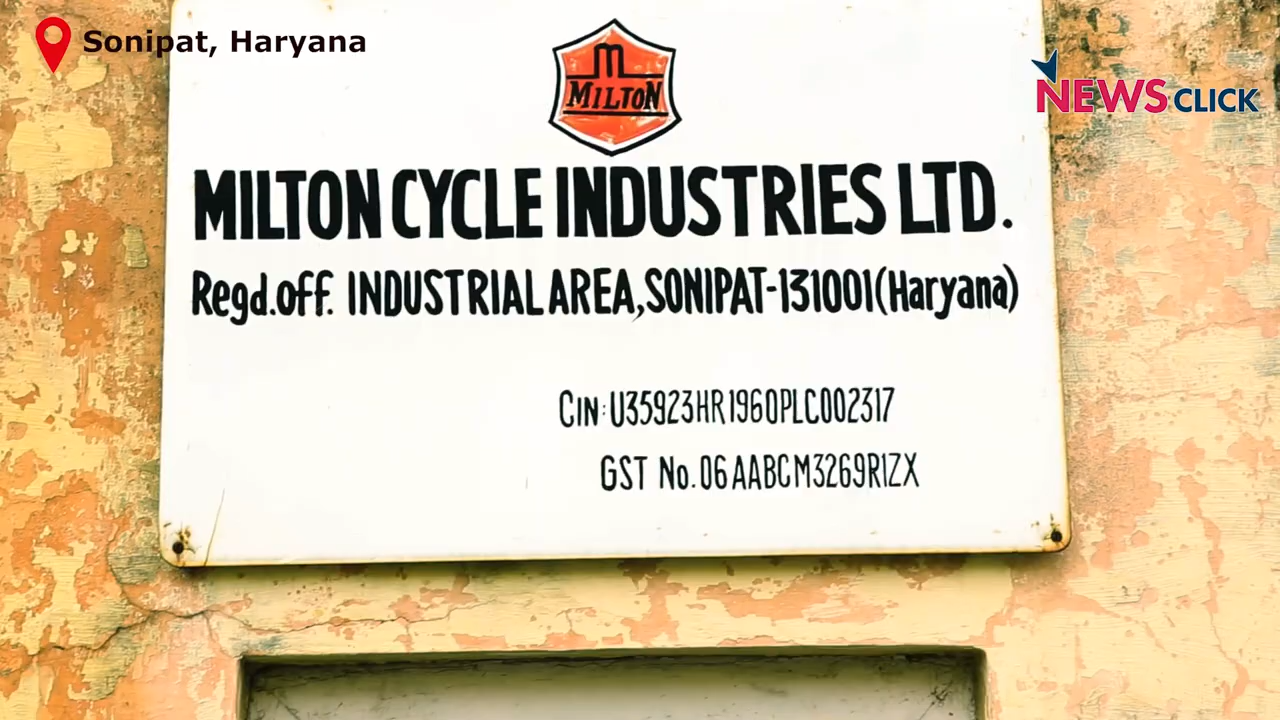 Sonipat, Haryana
NEWSCLICK
m
MILTON
MILTON CYCLE INDUSTRIES LTD.
Regd.off. INDUSTRIAL AREA, SONIPAT-131001 (Haryana)
CIN: U35923HR1960PLC002317
GST No. 06AABCM3269R1ZX